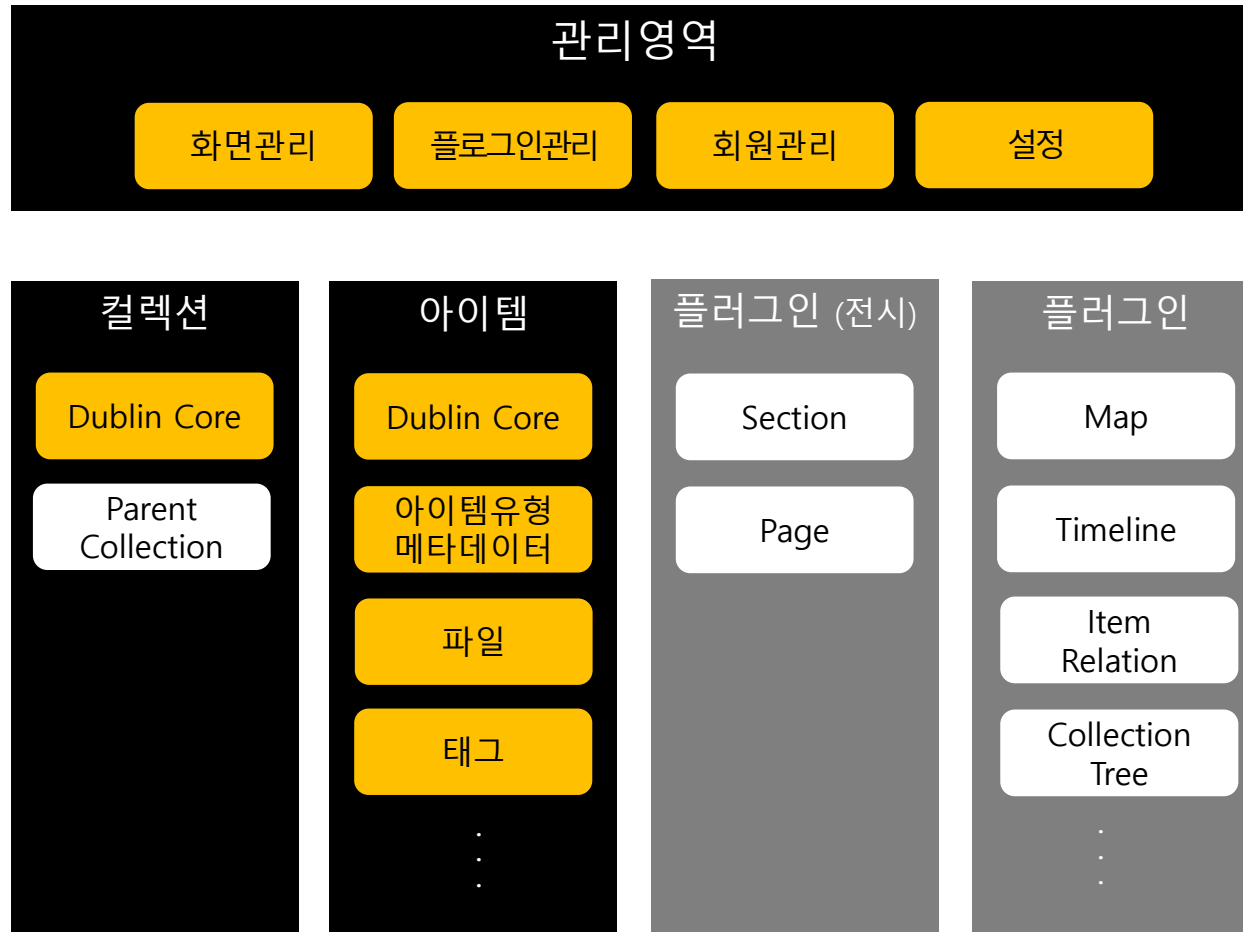 관리영역
화면관리
플로그인관리
회원관리
설정
컬렉션
Dublin Core
Parent
Collection
아이템
Dublin Core
아이템유형
메타데이터
파일
태그
.
.
.
플러그인 (전시)
Section
Page
플러그인
Map
Timeline
Item
Relation
Collection
Tree
.
.
.